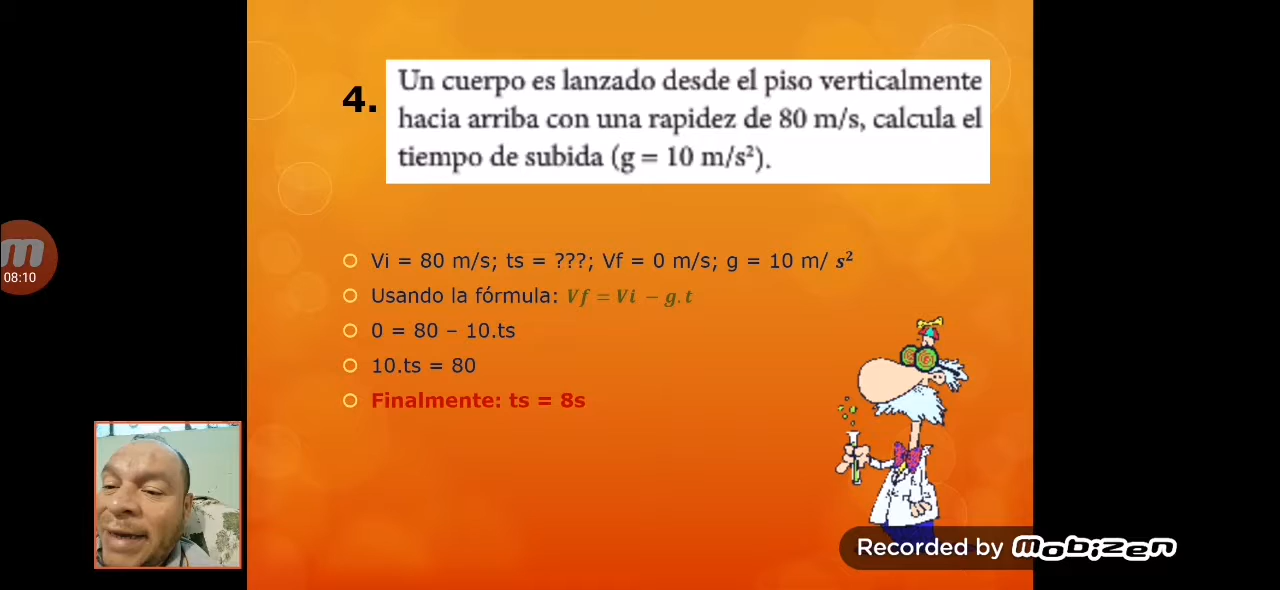 4.
Un cuerpo es lanzado desde el piso verticalmente
hacia arriba con una rapidez de 80 m/s, calcula el
tiempo de subida (g = 10 m/s²).
Vi = 80 m/s; ts = ???; Vf = 0 m/s; g = 10 m/ s²
Usando la fórmula: Vf = Vi − g.t
0 = 80 – 10.ts
10.ts = 80
Finalmente: ts = 8s
m
08:10
Recorded by mobizen